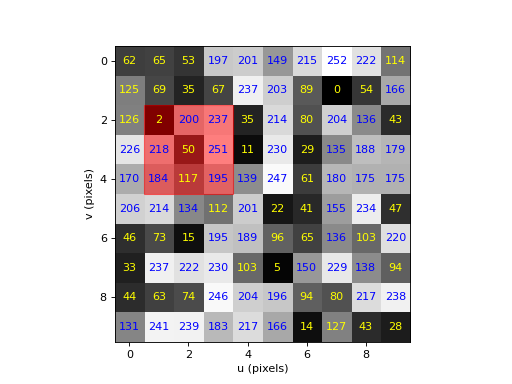 0 62 65 53 197 201 149 215 252 222 114
125 69 35 67 237 203 89 0 54 166
2 126 2 200 237 35 214 80 204 136 43
226 218 50 251 11 230 29 135 188 179
4 170 184 117 195 139 247 61 180 175 175
206 214 134 112 201 22 41 155 234 47
6 46 73 15 195 189 96 65 136 103 220
33 237 222 230 103 5 150 229 138 94
8 44 63 74 246 204 196 94 80 217 238
131 241 239 183 217 166 14 127 43 28
0 2 4 6 8
u (pixels)
v (pixels)